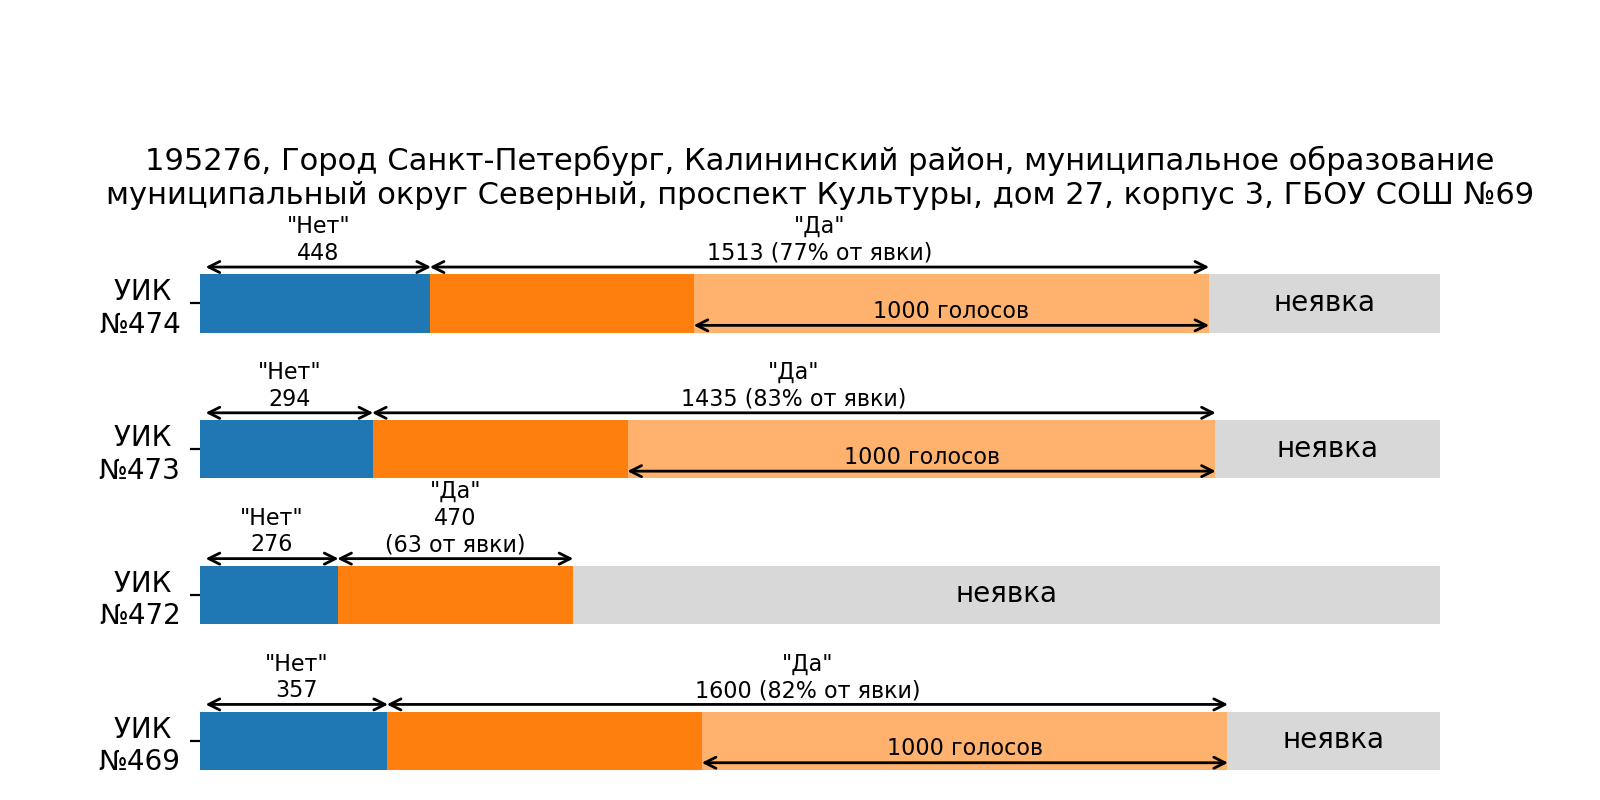 195276, Город Санкт-Петербург, Калининский район, муниципальное образование
муниципальный округ Северный, проспект Культуры, дом 27, корпус 3, ГБОУ СОШ №69
"Нет"
448
"Да"
1513 (77% от явки)
УИК
№474
1000 голосов
неявка
"Нет"
294
"Да"
1435 (83% от явки)
УИК
№473
1000 голосов
неявка
"Нет"
276
"Да"
470
(63 от явки)
УИК
№472
неявка
"Нет"
357
"Да"
1600 (82% от явки)
УИК
№469
1000 голосов
неявка